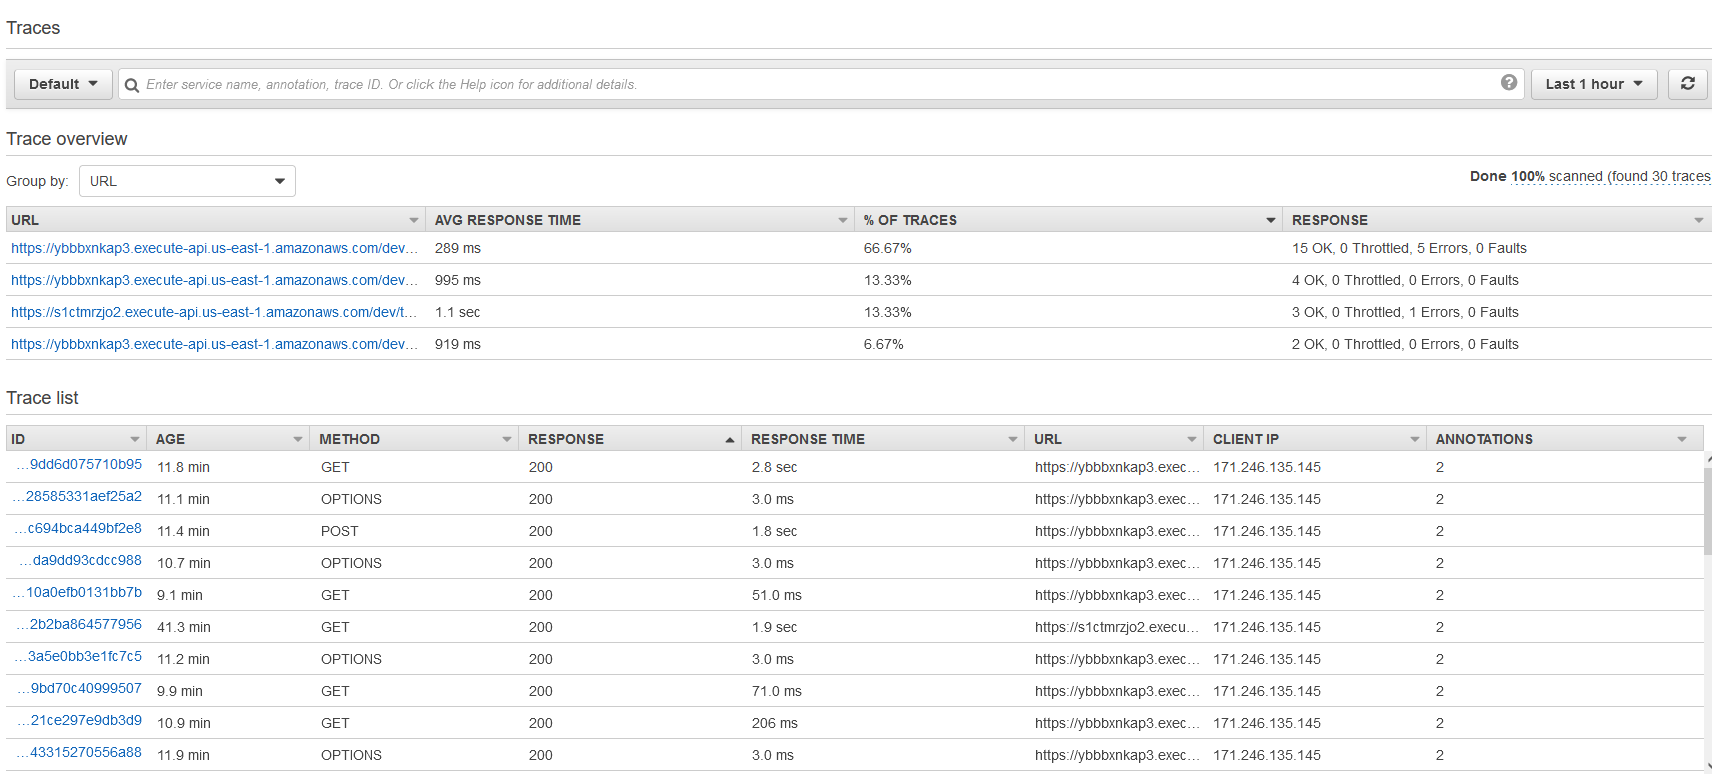 Traces
Default Enter service name, annotation, trace ID. Or click the Help icon for additional details. ? Last 1 hour
Trace overview
Group by: URL Done 100% scanned (found 30 traces
URL AVG RESPONSE TIME % OF TRACES RESPONSE
https://ybbbxnkap3.execute-api.us-east-1.amazonaws.com/dev... 289 ms 66.67% 15 OK, 0 Throttled, 5 Errors, 0 Faults
https://ybbbxnkap3.execute-api.us-east-1.amazonaws.com/dev... 995 ms 13.33% 4 OK, 0 Throttled, 0 Errors, 0 Faults
https://s1ctmrzjo2.execute-api.us-east-1.amazonaws.com/dev/t... 1.1 sec 13.33% 3 OK, 0 Throttled, 1 Errors, 0 Faults
https://ybbbxnkap3.execute-api.us-east-1.amazonaws.com/dev... 919 ms 6.67% 2 OK, 0 Throttled, 0 Errors, 0 Faults
Trace list
ID AGE METHOD RESPONSE RESPONSE TIME URL CLIENT IP ANNOTATIONS
...9dd6d075710b95 11.8 min GET 200 2.8 sec https://ybbbxnkap3.exec... 171.246.135.145 2
...28585331aef25a2 11.1 min OPTIONS 200 3.0 ms https://ybbbxnkap3.exec... 171.246.135.145 2
...c694bca449bf2e8 11.4 min POST 200 1.8 sec https://ybbbxnkap3.exec... 171.246.135.145 2
...da9dd93cdcc988 10.7 min OPTIONS 200 3.0 ms https://ybbbxnkap3.exec... 171.246.135.145 2
...10a0efb0131bb7b 9.1 min GET 200 51.0 ms https://ybbbxnkap3.exec... 171.246.135.145 2
...2b2ba864577956 41.3 min GET 200 1.9 sec https://s1ctmrzjo2.execu... 171.246.135.145 2
...3a5e0bb3e1fc7c5 11.2 min OPTIONS 200 3.0 ms https://ybbbxnkap3.exec... 171.246.135.145 2
...9bd70c40999507 9.9 min GET 200 71.0 ms https://ybbbxnkap3.exec... 171.246.135.145 2
...21ce297e9db3d9 10.9 min GET 200 206 ms https://ybbbxnkap3.exec... 171.246.135.145 2
...43315270556a88 11.9 min OPTIONS 200 3.0 ms https://ybbbxnkap3.exec... 171.246.135.145 2